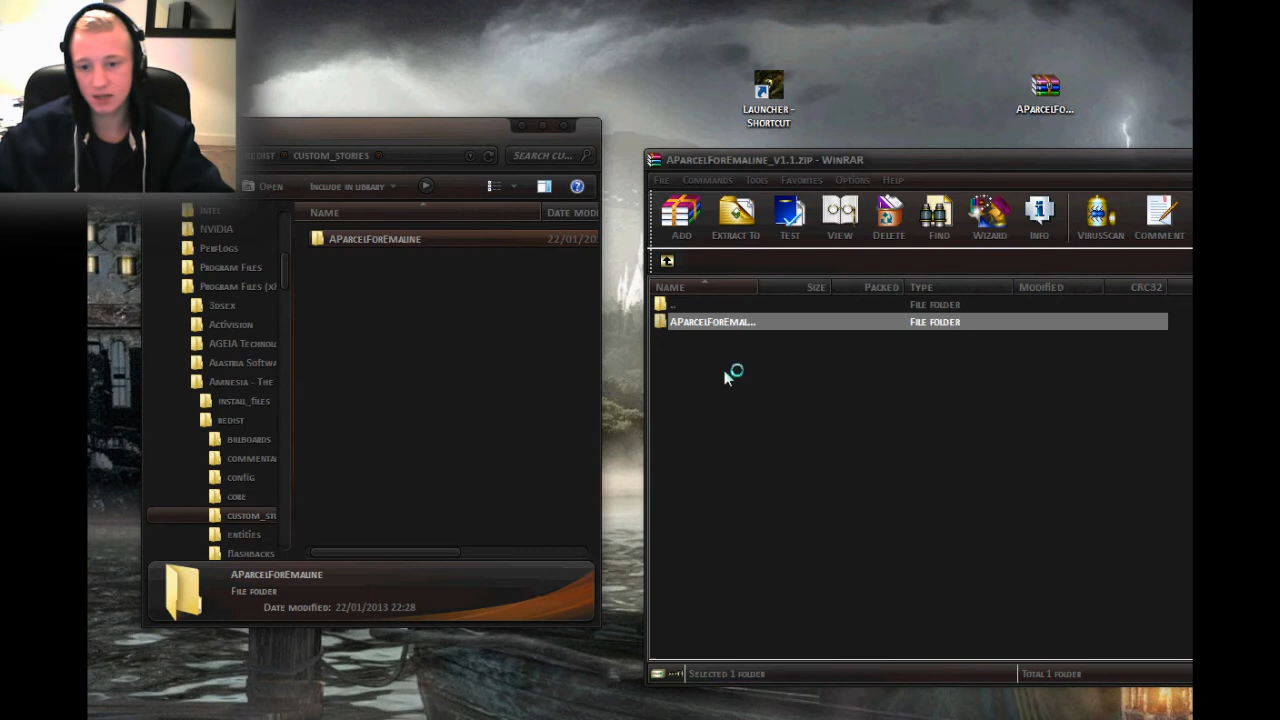 LAUNCHER -
SHORTCUT
APARCELFO...
REDIST CUSTOM_STORIES
SEARCH CU...
OPEN INCLUDE IN LIBRARY
NAME DATE MODI
INTEL
NVIDIA
PERFLOGS
PROGRAM FILES
PROGRAM FILES (X
3DSEX
ACTIVISION
AGEIA TECHNOL
ALASTRIA SOFTWA
AMNESIA - THE
INSTALL_FILES
REDIST
BILLBOARDS
COMMENTA
CONFIG
CORE
CUSTOM_STO
ENTITIES
FLASHBACKS
APARCELFOREMALINE 22/01/20
APARCELFOREMALINE
FILE FOLDER
DATE MODIFIED: 22/01/2013 22:28
APARCELFOREMALINE_V1.1.ZIP - WINRAR
FILE COMMANDS TOOLS FAVORITES OPTIONS HELP
ADD EXTRACT TO TEST VIEW DELETE FIND WIZARD INFO VIRUSSCAN COMMENT
NAME SIZE PACKED TYPE MODIFIED CRC32
.. FILE FOLDER
APARCELFOREMAL... FILE FOLDER
SELECTED 1 FOLDER TOTAL 1 FOLDER